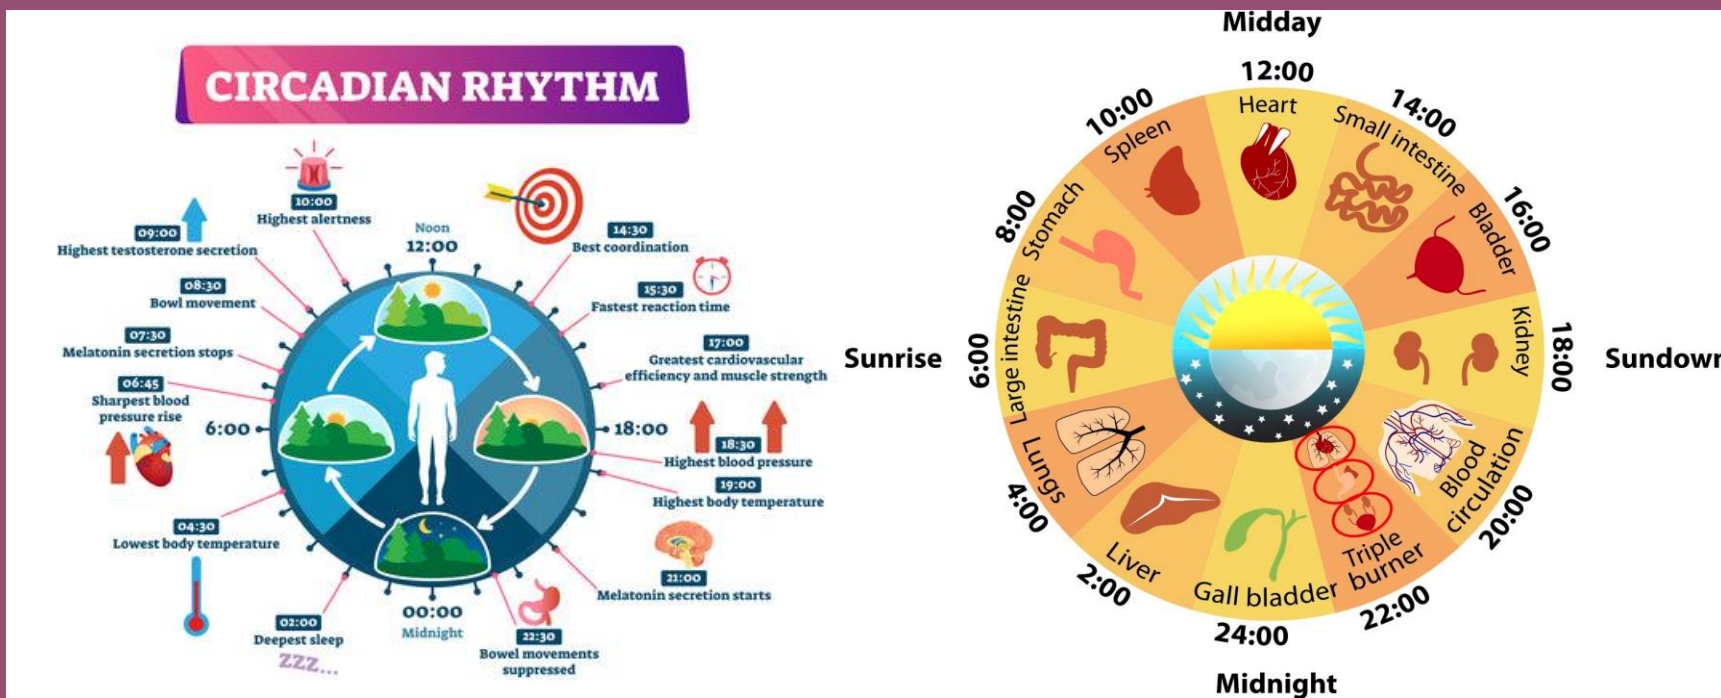 CIRCADIAN RHYTHM
10:00
Highest alertness
09:00
Highest testosterone secretion
08:30
Bowl movement
07:30
Melatonin secretion stops
06:45
Sharpest blood
pressure rise
6:00
04:30
Lowest body temperature
02:00
Deepest sleep
ZZZ...
Noon
12:00
14:30
Best coordination
15:30
Fastest reaction time
17:00
Greatest cardiovascular
efficiency and muscle strength
18:00
18:30
Highest blood pressure
19:00
Highest body temperature
21:00
Melatonin secretion starts
22:30
Bowel movements
suppressed
00:00
Midnight
Midday
12:00
Heart
14:00
Small intestine
16:00
Bladder
18:00
Kidney
Sundown
20:00
Blood
circulation
22:00
Triple
burner
24:00
Gall bladder
Midnight
2:00
Liver
4:00
Lungs
Sunrise
6:00
Large intestine
8:00
Stomach
10:00
Spleen